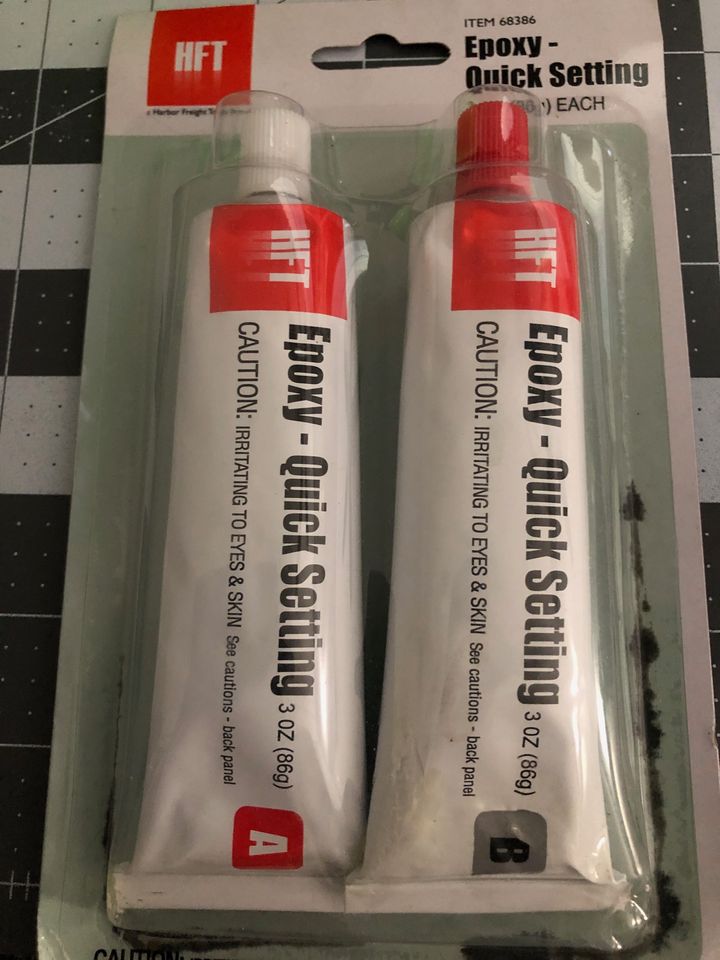 HFT
Harbor Freight
ITEM 68386
Epoxy -
Quick Setting
EACH
HFT
Epoxy - Quick Setting 3 OZ (86g)
CAUTION: IRRITATING TO EYES & SKIN See cautions - back panel
A
HFT
Epoxy - Quick Setting 3 OZ (86g)
CAUTION: IRRITATING TO EYES & SKIN See cautions - back panel
B
CAUTION: